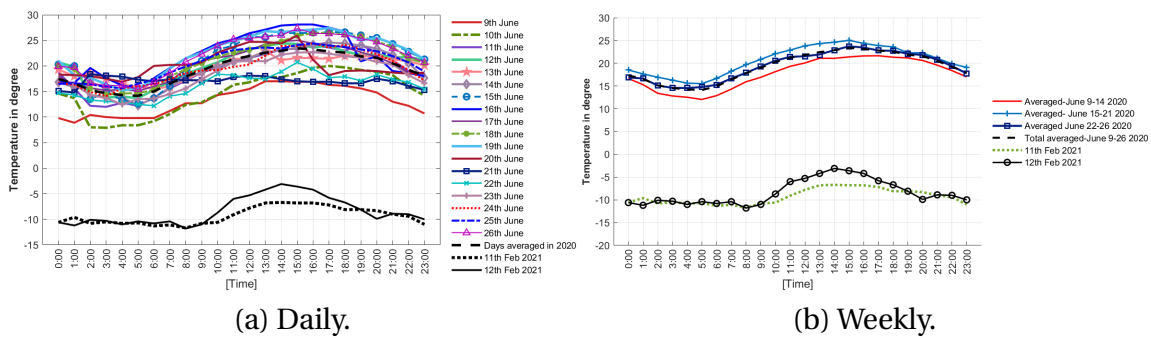 30
25
20
15
10
5
0
-5
-10
-15
Temperature in degree
0:00
1:00
2:00
3:00
4:00
5:00
6:00
7:00
8:00
9:00
10:00
11:00
12:00
13:00
14:00
15:00
16:00
17:00
18:00
19:00
20:00
21:00
22:00
23:00
[Time]
9th June
10th June
11th June
12th June
13th June
14th June
15th June
16th June
17th June
18th June
19th June
20th June
21th June
22th June
23th June
24th June
25th June
26th June
Days averaged in 2020
11th Feb 2021
12th Feb 2021
(a) Daily.
30
25
20
15
10
5
0
-5
-10
-15
-20
Temperature in degree
0:00
1:00
2:00
3:00
4:00
5:00
6:00
7:00
8:00
9:00
10:00
11:00
12:00
13:00
14:00
15:00
16:00
17:00
18:00
19:00
20:00
21:00
22:00
23:00
[Time]
Averaged-June 9-14 2020
Averaged- June 15-21 2020
Averaged June 22-26 2020
Total averaged-June 9-26 2020
11th Feb 2021
12th Feb 2021
(b) Weekly.